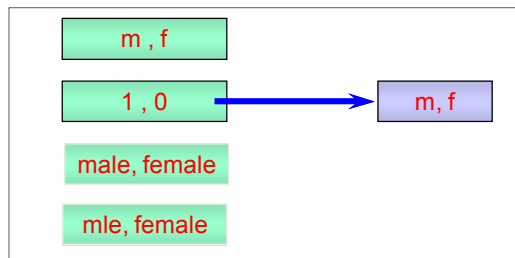 m , f
1 , 0
m, f
male, female
mle, female